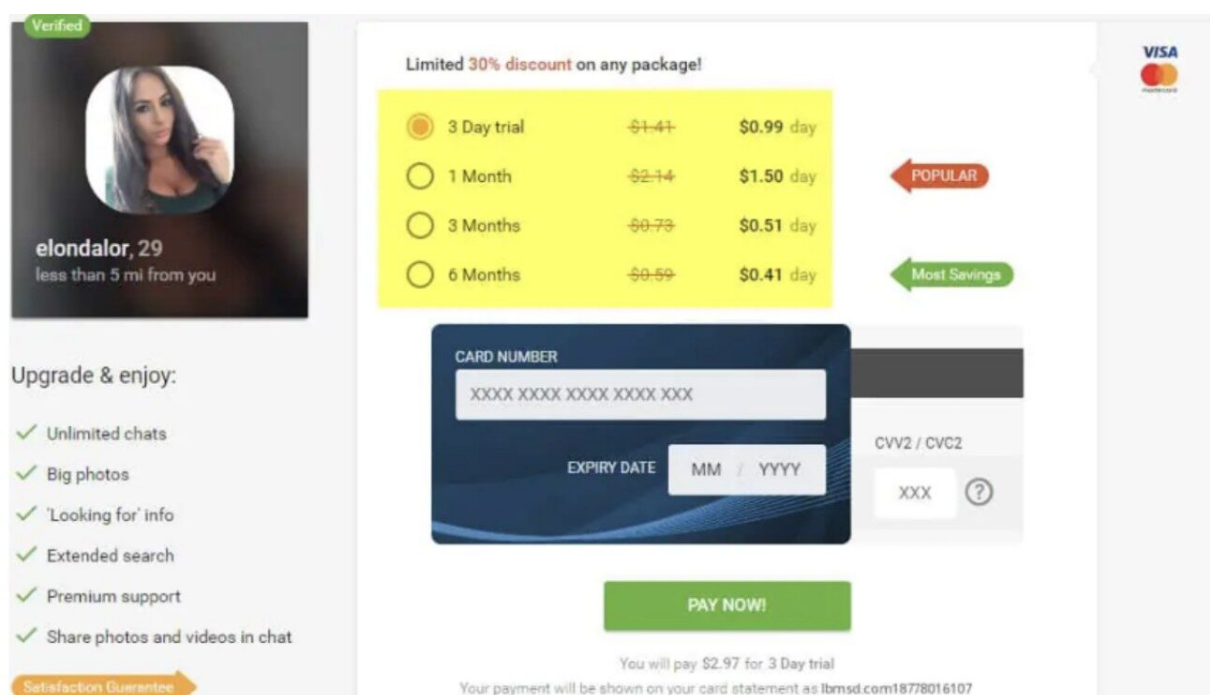 Verified
elondalor, 29
less than 5 mi from you
Upgrade & enjoy:
Unlimited chats
Big photos
'Looking for' info
Extended search
Premium support
Share photos and videos in chat
Satisfaction Guarantee
Limited 30% discount on any package!
3 Day trial $1.41 $0.99 day
1 Month $2.14 $1.50 day POPULAR
3 Months $0.73 $0.51 day
6 Months $0.59 $0.41 day Most Savings
CARD NUMBER
XXXX XXXX XXXX XXXX XXX
EXPIRY DATE MM / YYYY
CVV2 / CVC2
XXX ?
PAY NOW!
You will pay $2.97 for 3 Day trial
Your payment will be shown on your card statement as lbmsd.com18778016107
VISA
mastercard